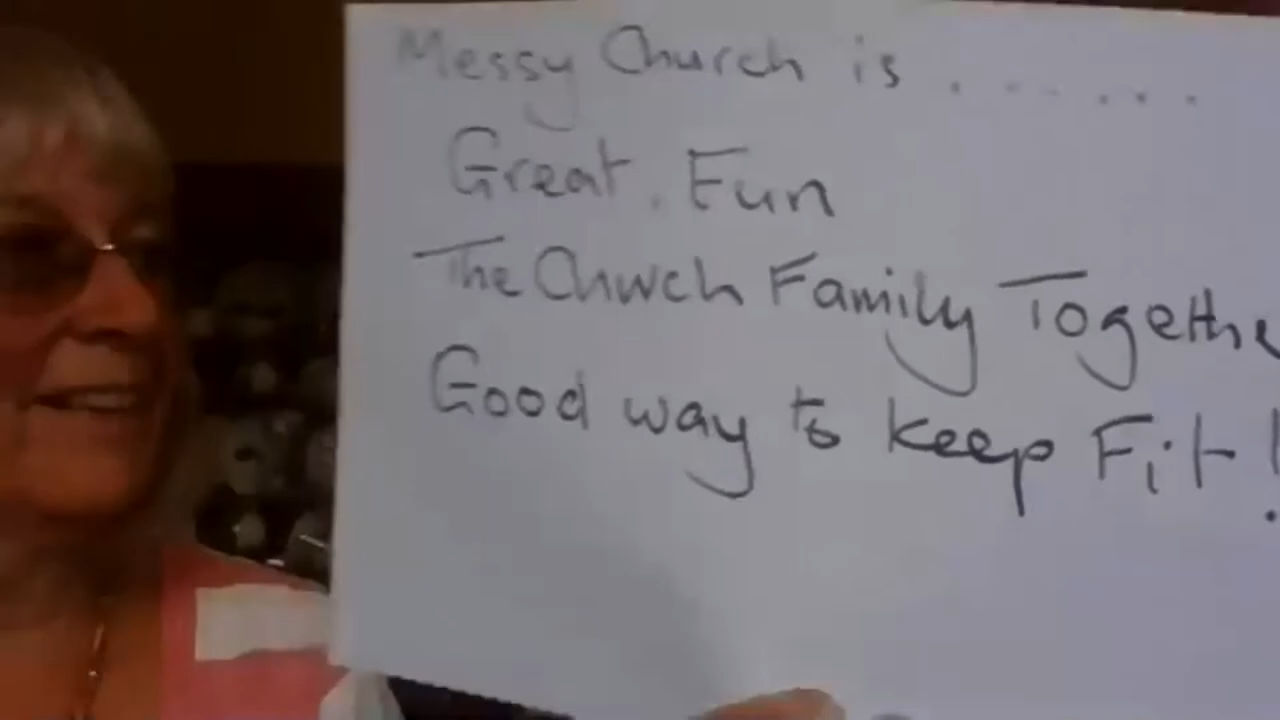 Messy Church is . . . . . .
Great . Fun
The Church Family Togethe
Good way to keep Fit!